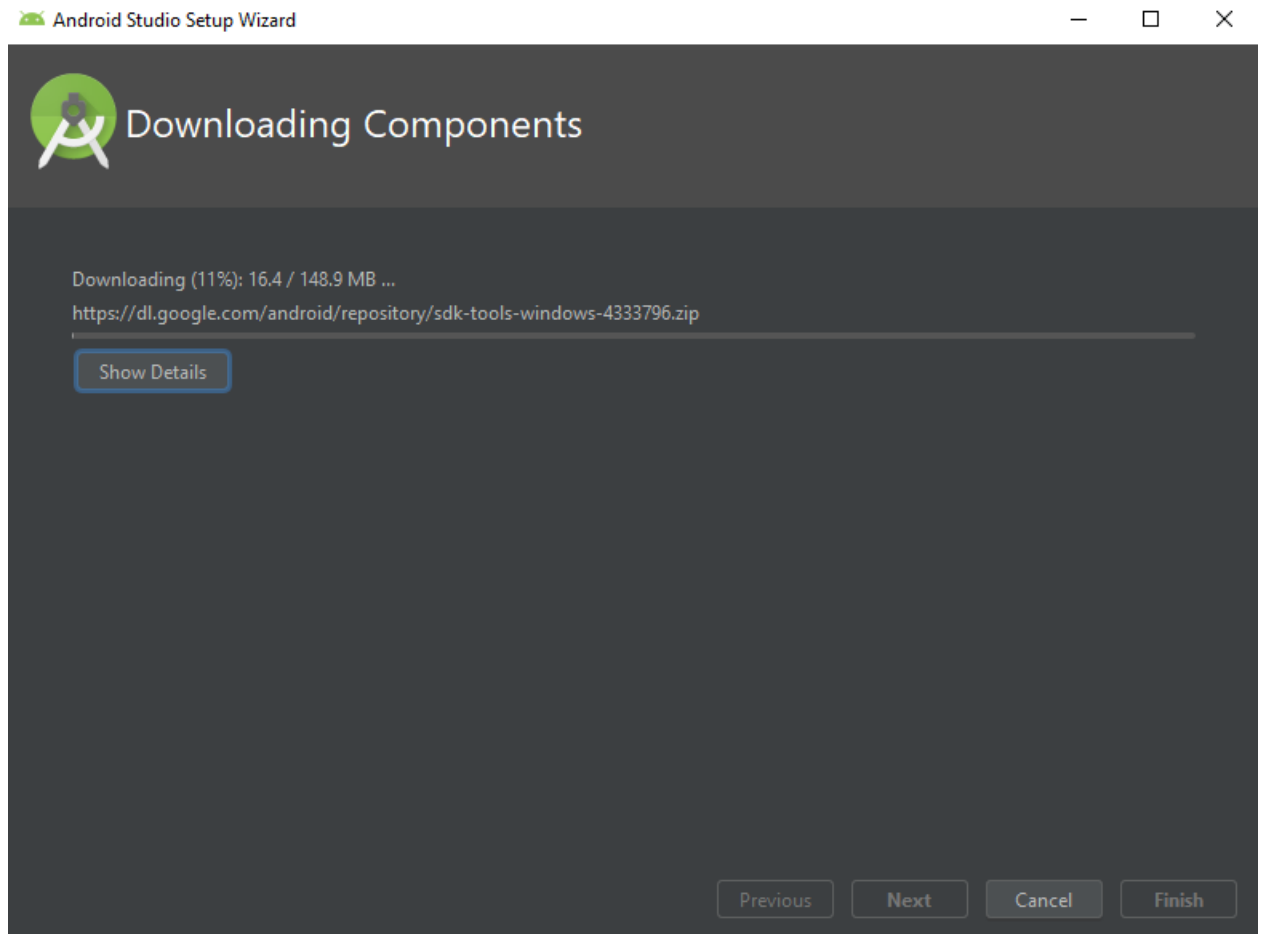 Android Studio Setup Wizard
Downloading Components
Downloading (11%): 16.4 / 148.9 MB ...
https://dl.google.com/android/repository/sdk-tools-windows-4333796.zip
Show Details
Previous Next Cancel Finish